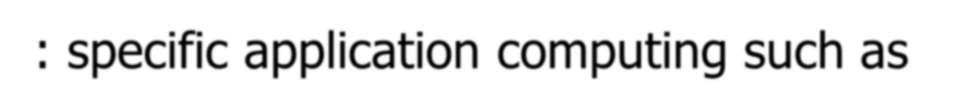 : specific application computing such as